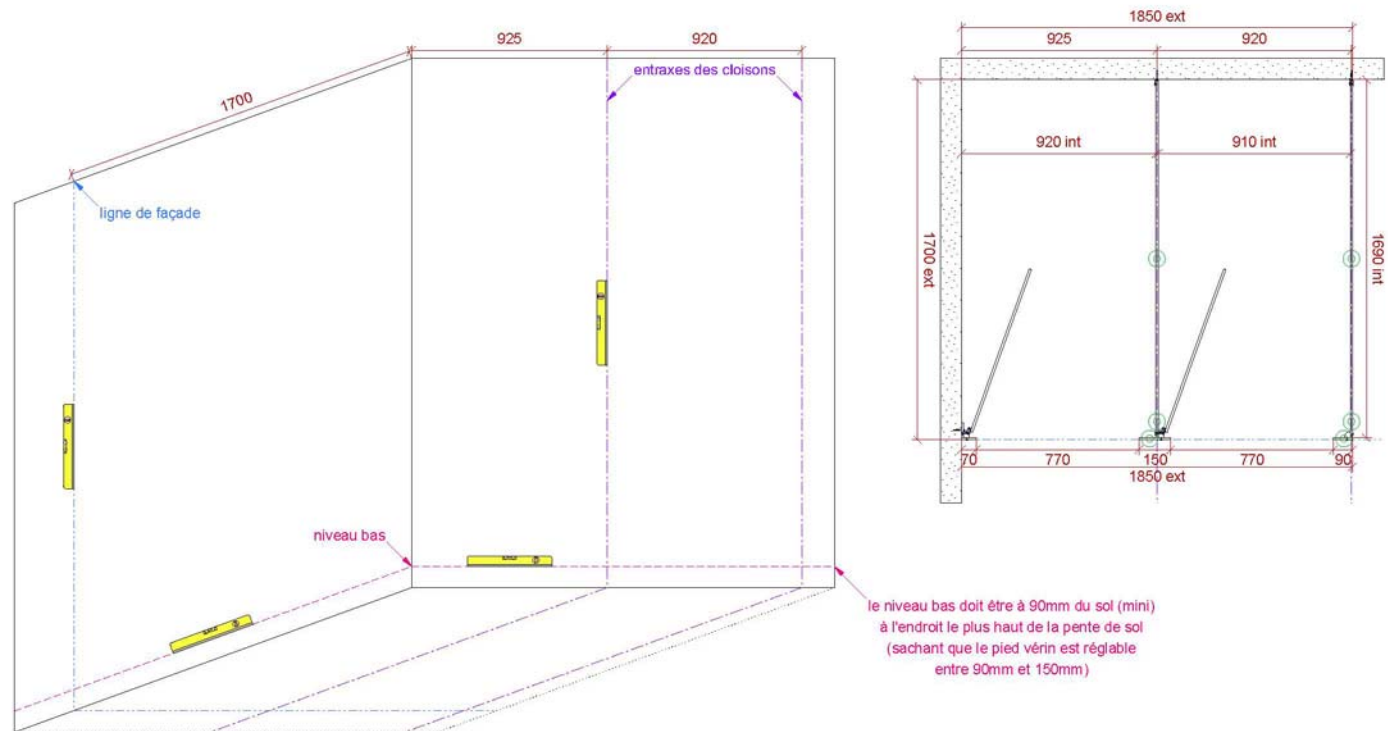 925
920
entraxes des cloisons
1700
ligne de façade
niveau bas
le niveau bas doit être à 90mm du sol (mini)
à l'endroit le plus haut de la pente de sol
(sachant que le pied vérin est réglable
entre 90mm et 150mm)
1850 ext
925
920
920 int
910 int
1700 ext
1690 int
70
770
150
770
90
1850 ext